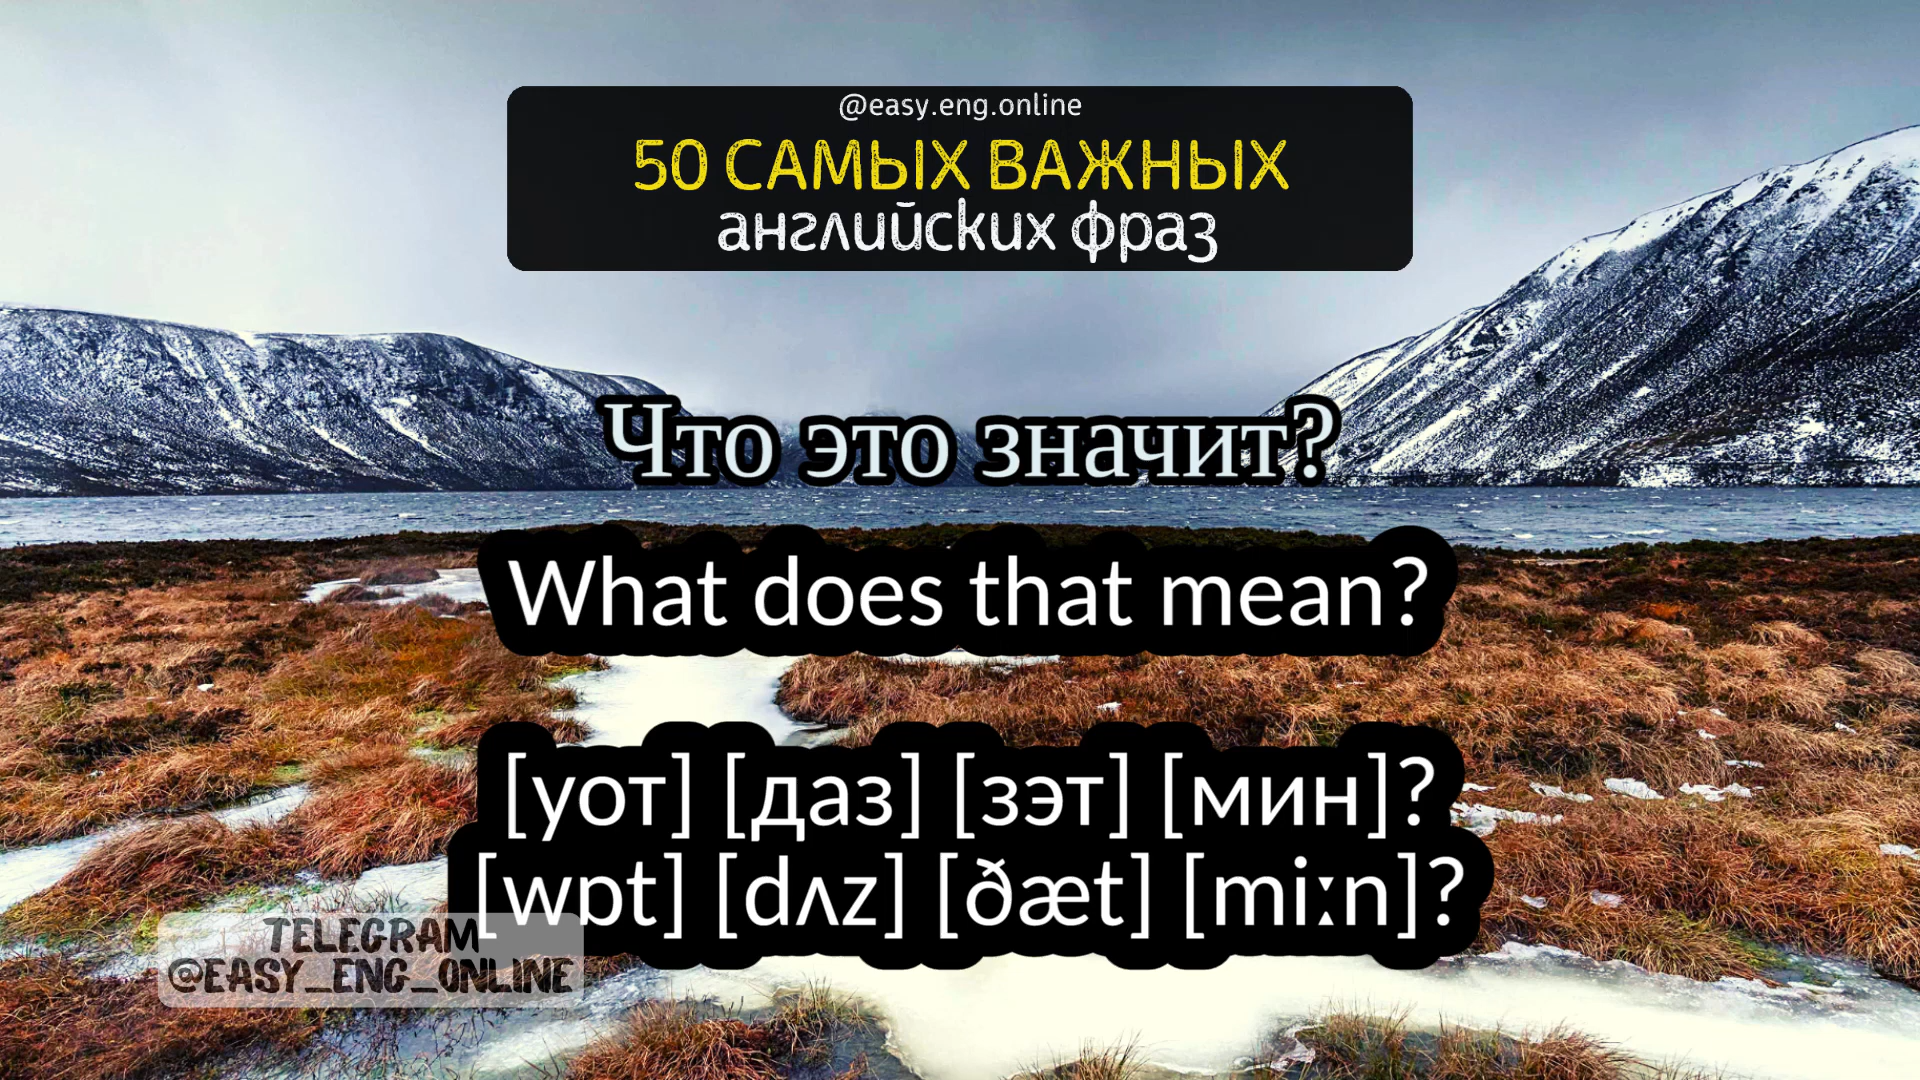 @easy.eng.online
50 САМЫХ ВАЖНЫХ
английских фраз
Что это значит?
What does that mean?
[уот] [даз] [зэт] [мин]?
[wɒt] [dʌz] [ðæt] [miːn]?
TELEGRAM
@EASY_ENG_ONLINE